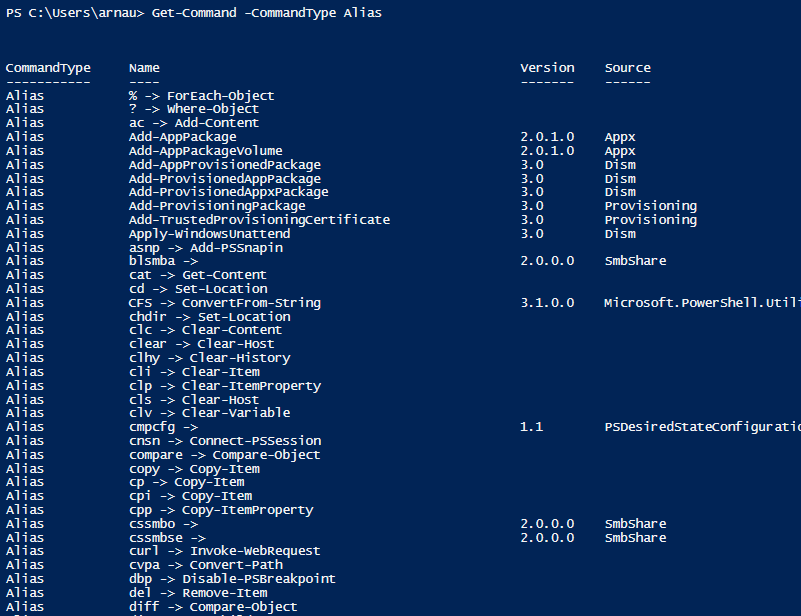 PS C:\Users\arnau> Get-Command -CommandType Alias
CommandType Name Version Source
----------- ---- ------- ------
Alias % -> ForEach-Object
Alias ? -> Where-Object
Alias ac -> Add-Content
Alias Add-AppPackage 2.0.1.0 Appx
Alias Add-AppPackageVolume 2.0.1.0 Appx
Alias Add-AppProvisionedPackage 3.0 Dism
Alias Add-ProvisionedAppPackage 3.0 Dism
Alias Add-ProvisionedAppxPackage 3.0 Dism
Alias Add-ProvisioningPackage 3.0 Provisioning
Alias Add-TrustedProvisioningCertificate 3.0 Provisioning
Alias Apply-WindowsUnattend 3.0 Dism
Alias asnp -> Add-PSSnapin
Alias blsmba -> 2.0.0.0 SmbShare
Alias cat -> Get-Content
Alias cd -> Set-Location
Alias CFS -> ConvertFrom-String 3.1.0.0 Microsoft.PowerShell.Util
Alias chdir -> Set-Location
Alias clc -> Clear-Content
Alias clear -> Clear-Host
Alias clhy -> Clear-History
Alias cli -> Clear-Item
Alias clp -> Clear-ItemProperty
Alias cls -> Clear-Host
Alias clv -> Clear-Variable
Alias cmpcfg -> 1.1 PSDesiredStateConfiguratio
Alias cnsn -> Connect-PSSession
Alias compare -> Compare-Object
Alias copy -> Copy-Item
Alias cp -> Copy-Item
Alias cpi -> Copy-Item
Alias cpp -> Copy-ItemProperty
Alias cssmbo -> 2.0.0.0 SmbShare
Alias cssmbse -> 2.0.0.0 SmbShare
Alias curl -> Invoke-WebRequest
Alias cvpa -> Convert-Path
Alias dbp -> Disable-PSBreakpoint
Alias del -> Remove-Item
Alias diff -> Compare-Object